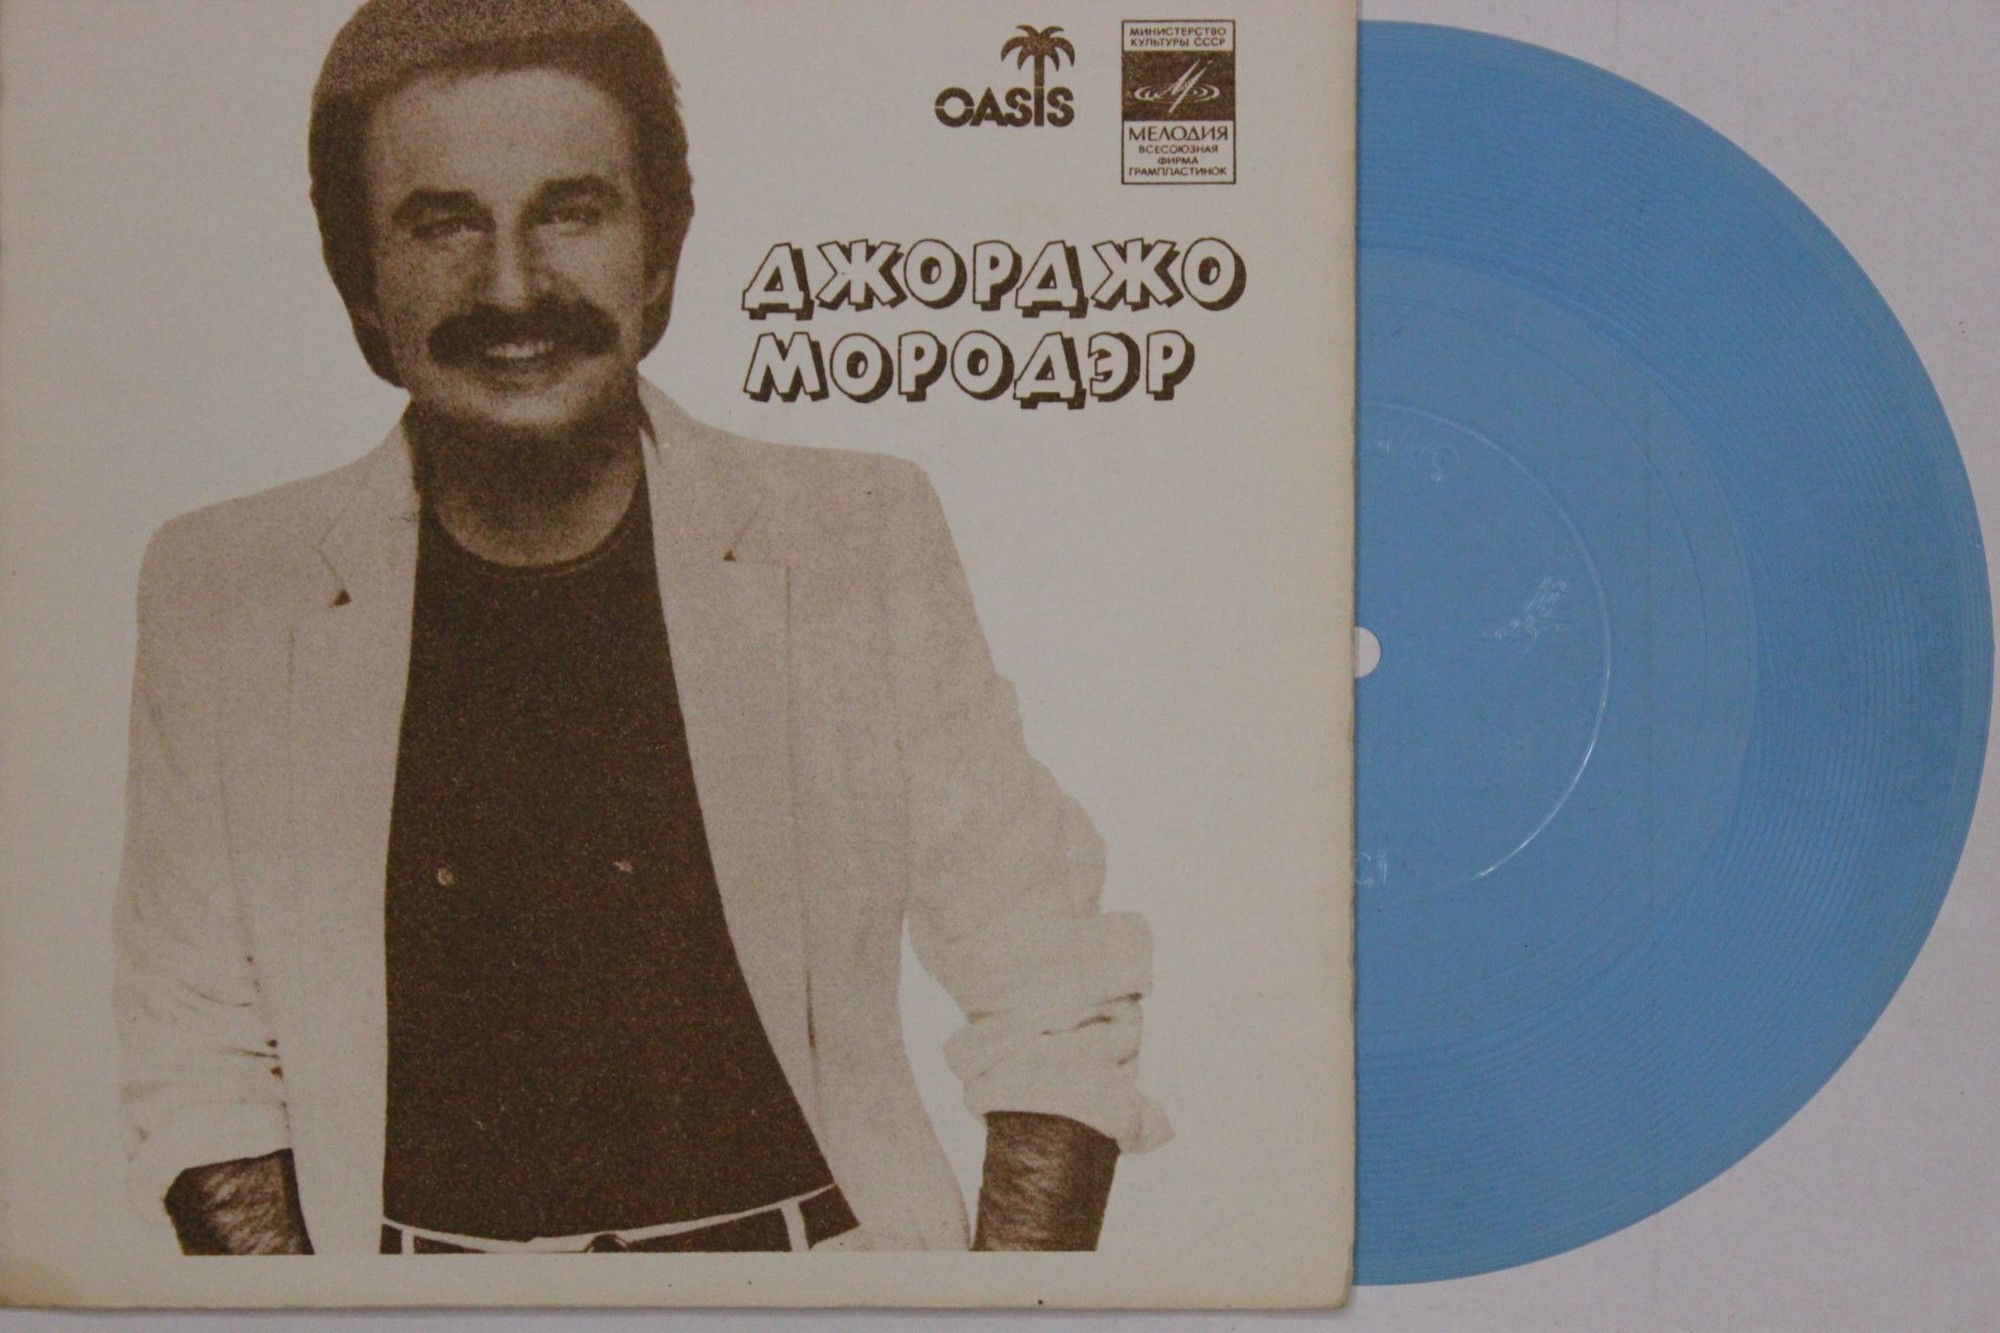 OASIS
МИНИСТЕРСТВО
КУЛЬТУРЫ СССР
МЕЛОДИЯ
ВСЕСОЮЗНАЯ
ФИРМА
ГРАМПЛАСТИНОК
ДЖОРДЖО
МОРОДЭР